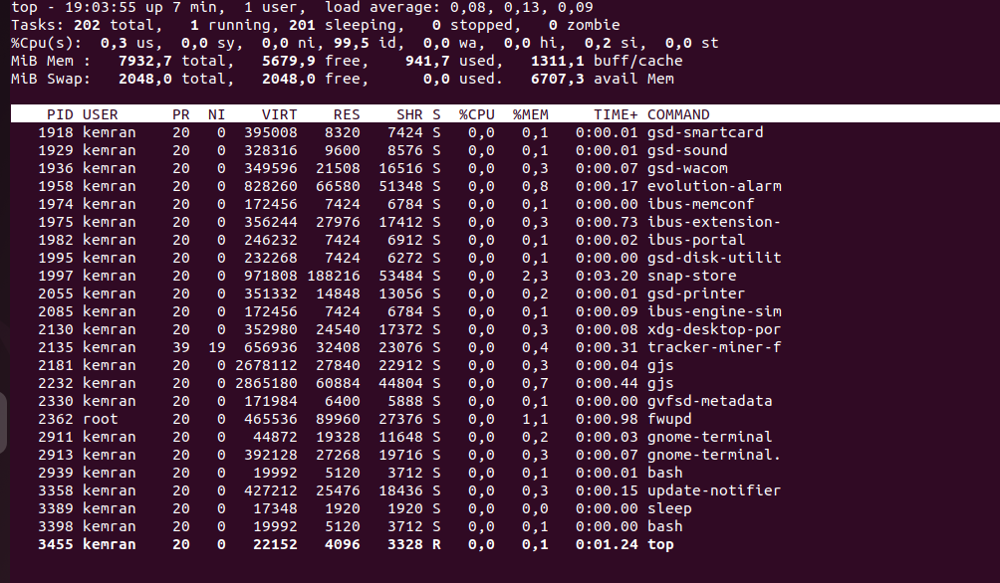 top - 19:03:55 up 7 min,  1 user,  load average: 0,08, 0,13, 0,09
Tasks: 202 total,   1 running, 201 sleeping,   0 stopped,   0 zombie
%Cpu(s):  0,3 us,  0,0 sy,  0,0 ni, 99,5 id,  0,0 wa,  0,0 hi,  0,2 si,  0,0 st
MiB Mem :   7932,7 total,   5679,9 free,    941,7 used,   1311,1 buff/cache
MiB Swap:   2048,0 total,   2048,0 free,      0,0 used.   6707,3 avail Mem
PID USER      PR  NI    VIRT    RES    SHR S  %CPU  %MEM     TIME+ COMMAND
1918 kemran    20   0  395008   8320   7424 S   0,0   0,1   0:00.01 gsd-smartcard
1929 kemran    20   0  328316   9600   8576 S   0,0   0,1   0:00.01 gsd-sound
1936 kemran    20   0  349596  21508  16516 S   0,0   0,3   0:00.07 gsd-wacom
1958 kemran    20   0  828260  66580  51348 S   0,0   0,8   0:00.17 evolution-alarm
1974 kemran    20   0  172456   7424   6784 S   0,0   0,1   0:00.00 ibus-memconf
1975 kemran    20   0  356244  27976  17412 S   0,0   0,3   0:00.73 ibus-extension-
1982 kemran    20   0  246232   7424   6912 S   0,0   0,1   0:00.02 ibus-portal
1995 kemran    20   0  232268   7424   6272 S   0,0   0,1   0:00.00 gsd-disk-utilit
1997 kemran    20   0  971808 188216  53484 S   0,0   2,3   0:03.20 snap-store
2055 kemran    20   0  351332  14848  13056 S   0,0   0,2   0:00.01 gsd-printer
2085 kemran    20   0  172456   7424   6784 S   0,0   0,1   0:00.09 ibus-engine-sim
2130 kemran    20   0  352980  24540  17372 S   0,0   0,3   0:00.08 xdg-desktop-por
2135 kemran    39  19  656936  32408  23076 S   0,0   0,4   0:00.31 tracker-miner-f
2181 kemran    20   0 2678112  27840  22912 S   0,0   0,3   0:00.04 gjs
2232 kemran    20   0 2865180  60884  44804 S   0,0   0,7   0:00.44 gjs
2330 kemran    20   0  171984   6400   5888 S   0,0   0,1   0:00.00 gvfsd-metadata
2362 root      20   0  465536  89960  27376 S   0,0   1,1   0:00.98 fwupd
2911 kemran    20   0   44872  19328  11648 S   0,0   0,2   0:00.03 gnome-terminal
2913 kemran    20   0  392128  27268  19716 S   0,0   0,3   0:00.07 gnome-terminal.
2939 kemran    20   0   19992   5120   3712 S   0,0   0,1   0:00.01 bash
3358 kemran    20   0  427212  25476  18436 S   0,0   0,3   0:00.15 update-notifier
3389 kemran    20   0   17348   1920   1920 S   0,0   0,0   0:00.00 sleep
3398 kemran    20   0   19992   5120   3712 S   0,0   0,1   0:00.00 bash
3455 kemran    20   0   22152   4096   3328 R   0,0   0,1   0:01.24 top